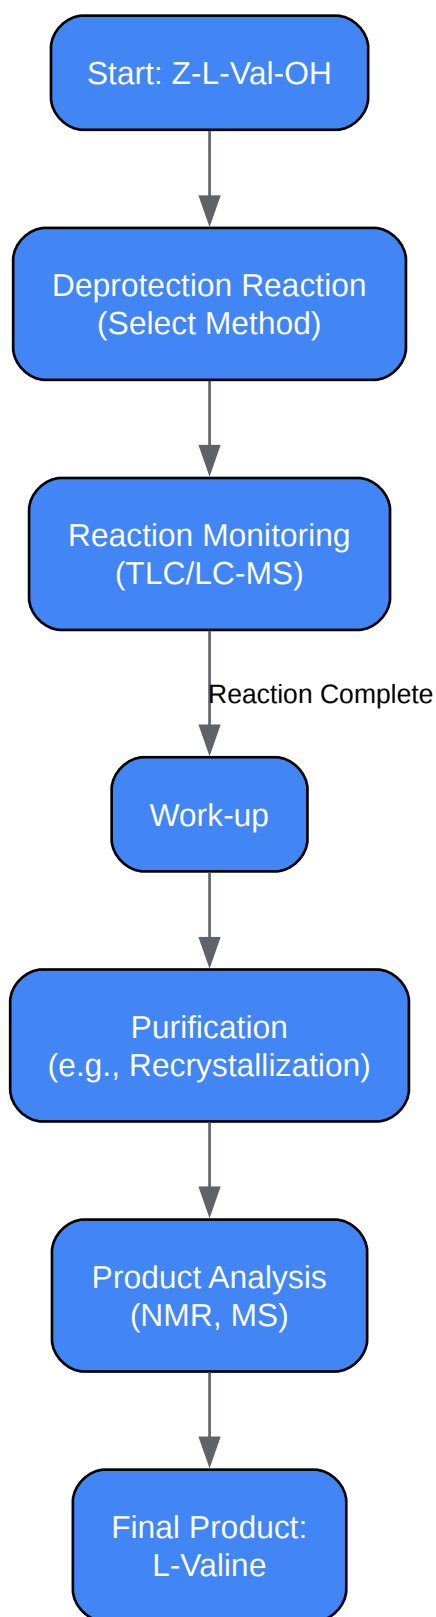 Start: Z-L-Val-OH
Deprotection Reaction
(Select Method)
Reaction Monitoring
(TLC/LC-MS)
Reaction Complete
Work-up
Purification
(e.g., Recrystallization)
Product Analysis
(NMR, MS)
Final Product:
L-Valine